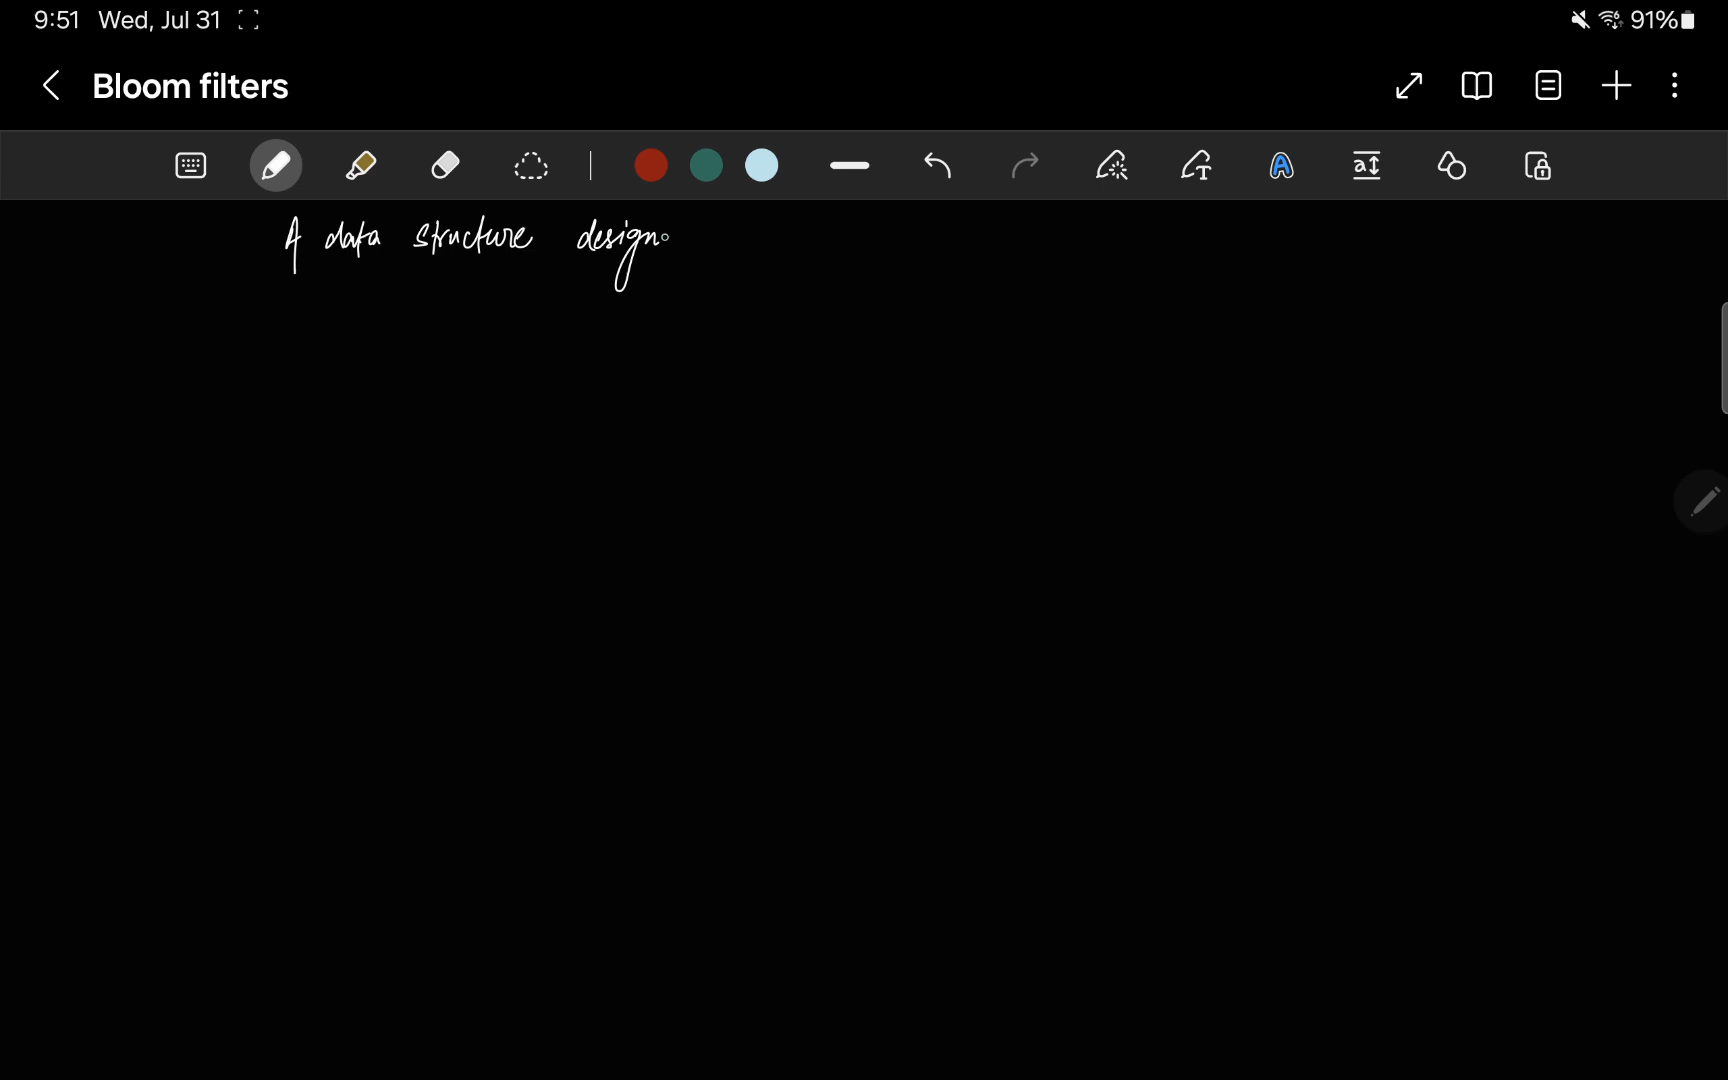 9:51 Wed, Jul 31 91%
Bloom filters
A data structure design